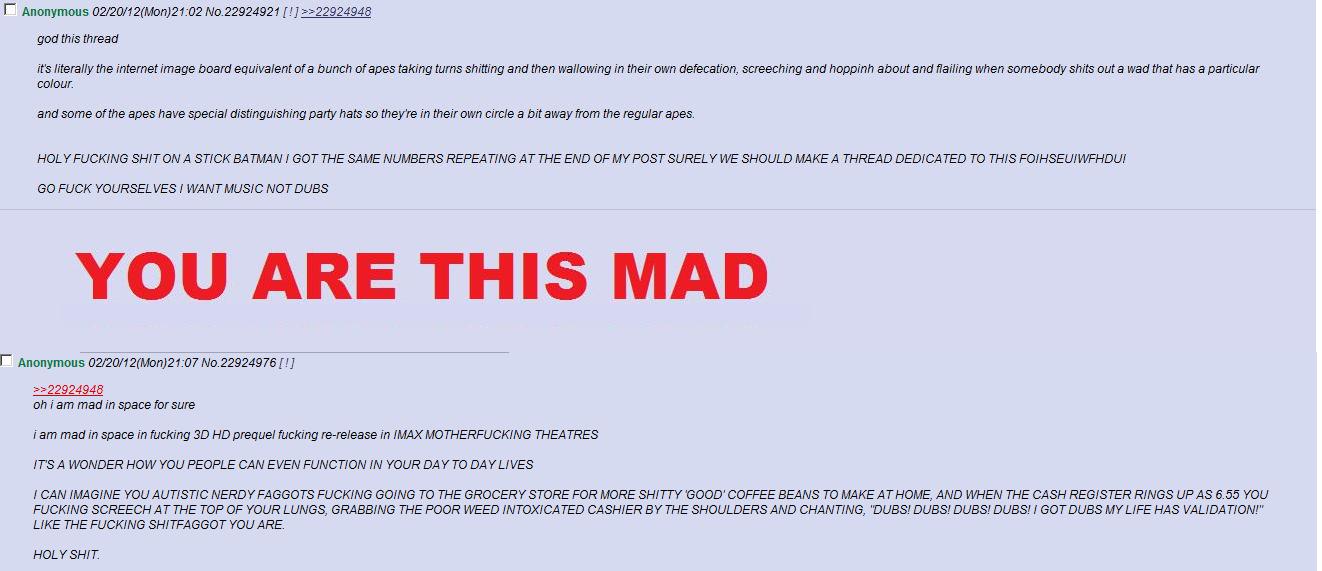 Anonymous 02/20/12(Mon)21:02 No.22924921 [ ! ] >>22924948
god this thread
it's literally the internet image board equivalent of a bunch of apes taking turns shitting and then wallowing in their own defecation, screeching and hoppinh about and flailing when somebody shits out a wad that has a particular
colour.
and some of the apes have special distinguishing party hats so they're in their own circle a bit away from the regular apes.
HOLY FUCKING SHIT ON A STICK BATMAN I GOT THE SAME NUMBERS REPEATING AT THE END OF MY POST SURELY WE SHOULD MAKE A THREAD DEDICATED TO THIS FOIHSEUIWFHDUI
GO FUCK YOURSELVES I WANT MUSIC NOT DUBS
YOU ARE THIS MAD
Anonymous 02/20/12(Mon)21:07 No.22924976 [ ! ]
>>22924948
oh i am mad in space for sure
i am mad in space in fucking 3D HD prequel fucking re-release in IMAX MOTHERFUCKING THEATRES
IT'S A WONDER HOW YOU PEOPLE CAN EVEN FUNCTION IN YOUR DAY TO DAY LIVES
I CAN IMAGINE YOU AUTISTIC NERDY FAGGOTS FUCKING GOING TO THE GROCERY STORE FOR MORE SHITTY 'GOOD' COFFEE BEANS TO MAKE AT HOME, AND WHEN THE CASH REGISTER RINGS UP AS 6.55 YOU
FUCKING SCREECH AT THE TOP OF YOUR LUNGS, GRABBING THE POOR WEED INTOXICATED CASHIER BY THE SHOULDERS AND CHANTING, "DUBS! DUBS! DUBS! DUBS! I GOT DUBS MY LIFE HAS VALIDATION!"
LIKE THE FUCKING SHITFAGGOT YOU ARE.
HOLY SHIT.